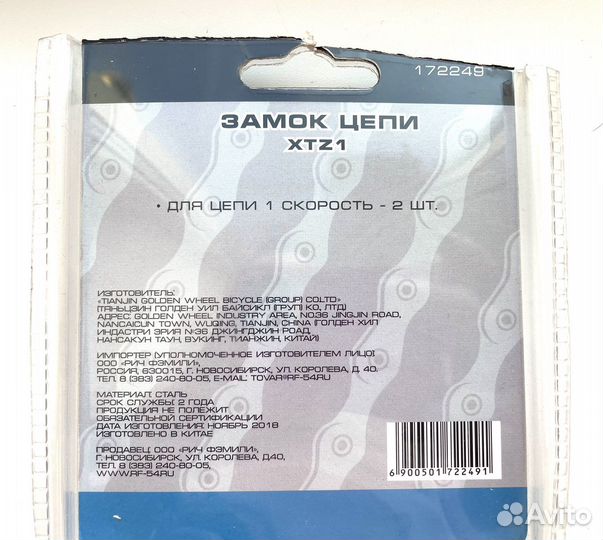 172249
ЗАМОК ЦЕПИ
XTZ1
• ДЛЯ ЦЕПИ 1 СКОРОСТЬ - 2 ШТ.
ИЗГОТОВИТЕЛЬ:
«TIANJIN GOLDEN WHEEL BICYCLE (GROUP) CO.LTD»
(ТЯНЬЦЗИН ГОЛДЕН УИЛ БАЙСИКЛ (ГРУП) КО, ЛТД)
АДРЕС: GOLDEN WHEEL INDUSTRY AREA, NO36 JINGJIN ROAD,
NANCAICUN TOWN, WUQING, TIANJIN, CHINA (ГОЛДЕН ХИЛ
ИНДАСТРИ ЭРИЯ №36 ДЖИНГДЖИН РОАД,
НАНСАКУН ТАУН, ВУКИНГ, ТИАНЖИН, КИТАЙ)
ИМПОРТЕР (УПОЛНОМОЧЕННОЕ ИЗГОТОВИТЕЛЕМ ЛИЦО):
ООО «РИЧ ФЭМИЛИ»,
РОССИЯ, 630015, Г. НОВОСИБИРСК, УЛ. КОРОЛЕВА, Д. 40.
ТЕЛ. 8 (383) 240-80-05, E-MAIL: TOVAR@RF-54.RU
МАТЕРИАЛ: СТАЛЬ
СРОК СЛУЖБЫ: 2 ГОДА
ПРОДУКЦИЯ НЕ ПОДЛЕЖИТ
ОБЯЗАТЕЛЬНОЙ СЕРТИФИКАЦИИ
ДАТА ИЗГОТОВЛЕНИЯ: НОЯБРЬ 2018
ИЗГОТОВЛЕНО В КИТАЕ
ПРОДАВЕЦ: ООО «РИЧ ФЭМИЛИ»,
Г. НОВОСИБИРСК, УЛ. КОРОЛЕВА, Д.40,
ТЕЛ. 8 (383) 240-80-05,
WWW.RF-54.RU
6 900501 722491
Avito